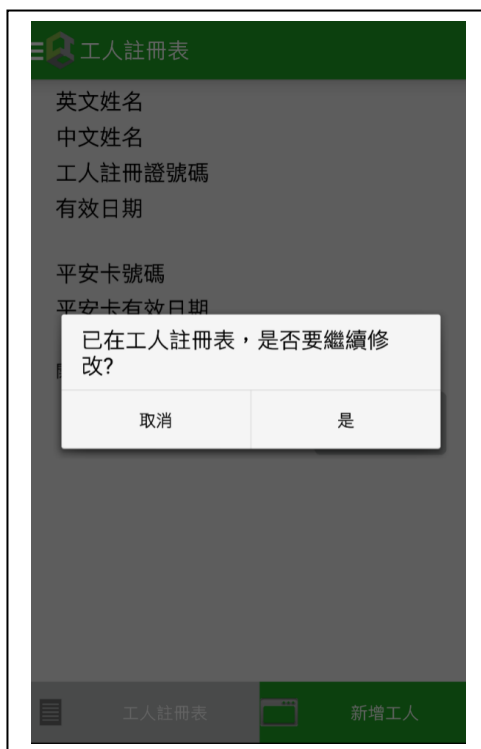 工人註冊表
英文姓名
中文姓名
工人註冊證號碼
有效日期
平安卡號碼
平安卡有效日期
已在工人註冊表，是否要繼續修
改?
取消
是
工人註冊表
新增工人